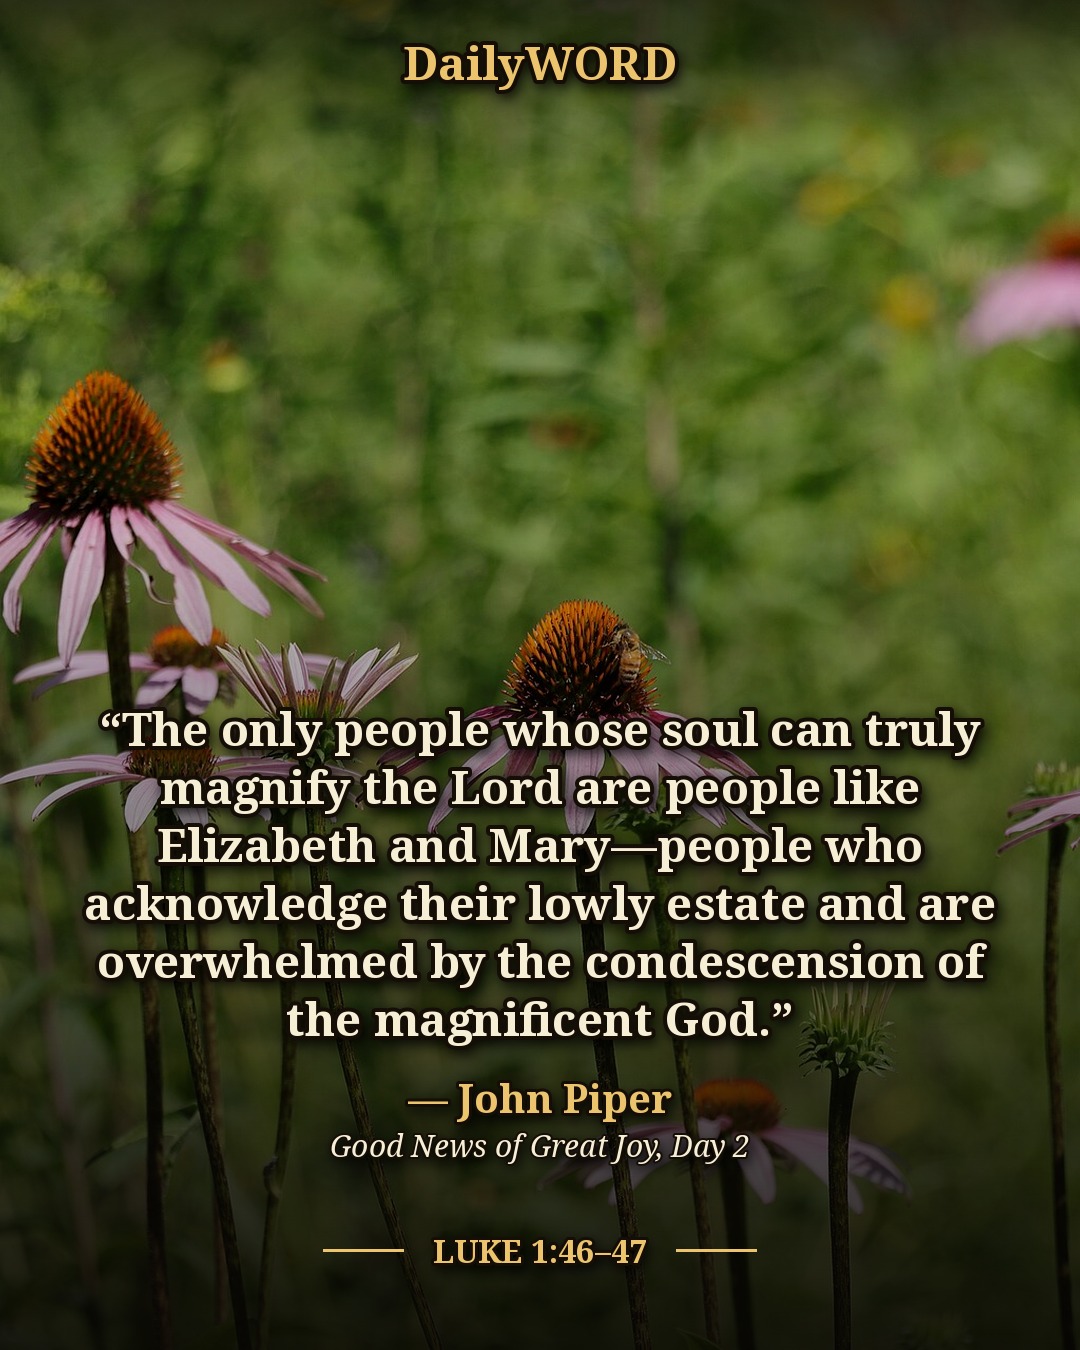 DailyWORD
“The only people whose soul can truly
magnify the Lord are people like
Elizabeth and Mary—people who
acknowledge their lowly estate and are
overwhelmed by the condescension of
the magnificent God.”
— John Piper
Good News of Great Joy, Day 2
LUKE 1:46–47